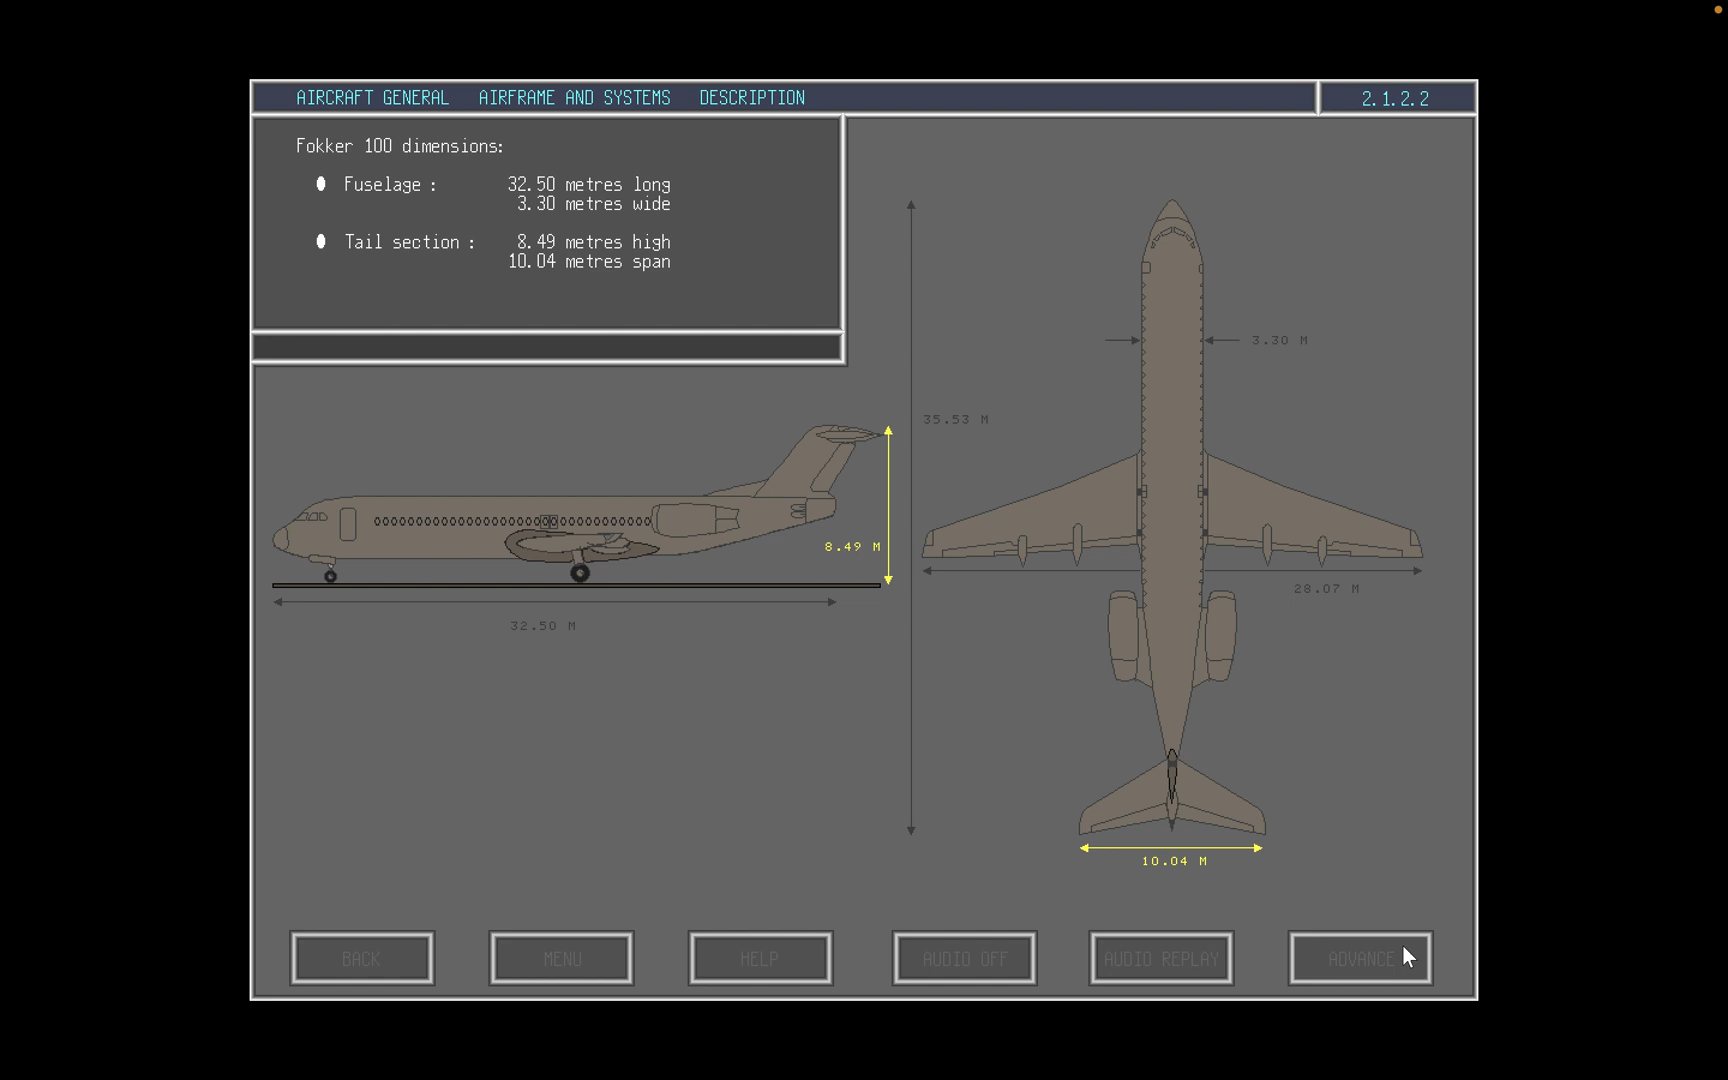 AIRCRAFT GENERAL   AIRFRAME AND SYSTEMS   DESCRIPTION
2.1.2.2
Fokker 100 dimensions:
Fuselage : 32.50 metres long
3.30 metres wide
Tail section : 8.49 metres high
10.04 metres span
3.30 M
35.53 M
8.49 M
28.07 M
32.50 M
10.04 M
BACK
MENU
HELP
AUDIO OFF
AUDIO REPLAY
ADVANCE